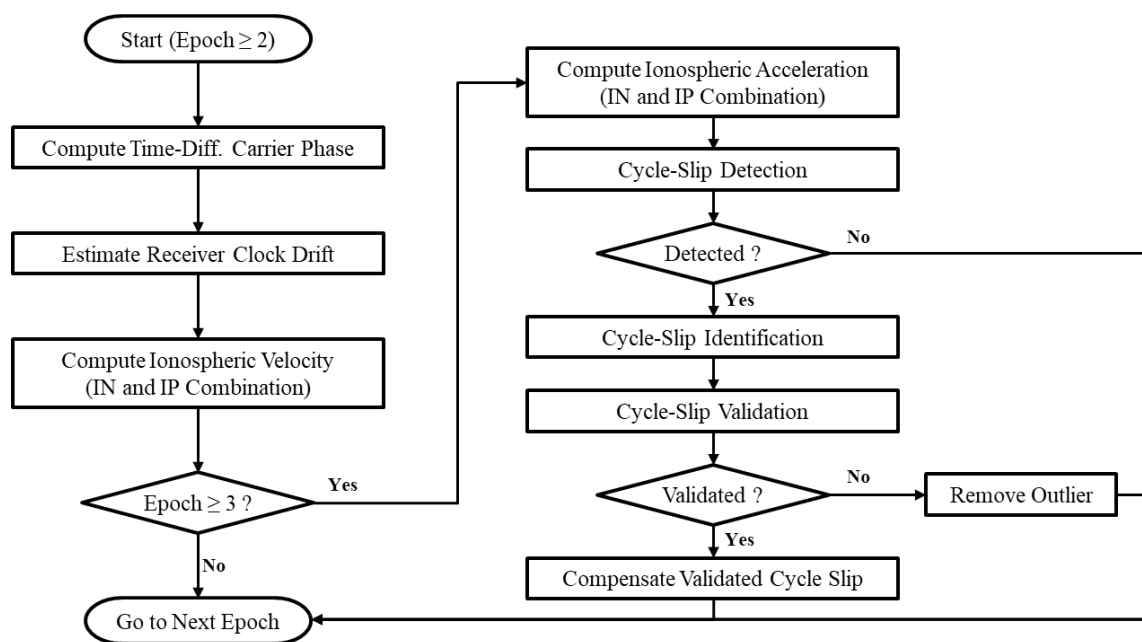 Start (Epoch ≥ 2)
Compute Time-Diff. Carrier Phase
Estimate Receiver Clock Drift
Compute Ionospheric Velocity
(IN and IP Combination)
Epoch ≥ 3 ?
Yes
No
Go to Next Epoch
Compute Ionospheric Acceleration
(IN and IP Combination)
Cycle-Slip Detection
Detected ?
No
Yes
Cycle-Slip Identification
Cycle-Slip Validation
Validated ?
No
Remove Outlier
Yes
Compensate Validated Cycle Slip